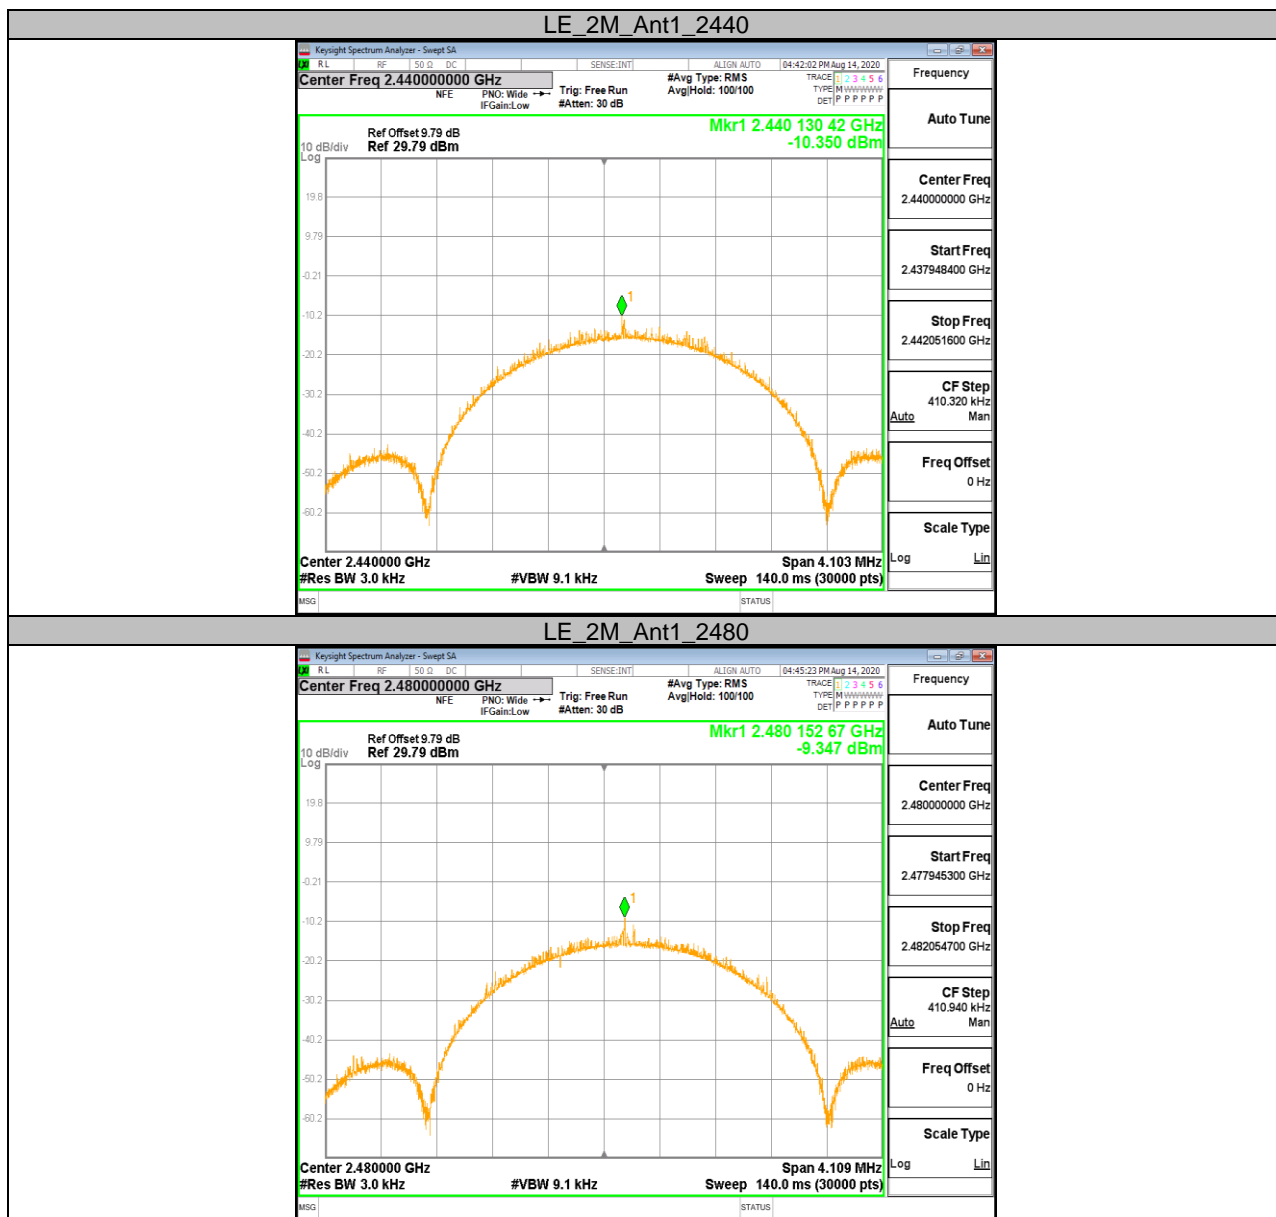 LE_2M_Ant1_2440
Keysight Spectrum Analyzer - Swept SA
RL RF 50 Ω DC SENSE:INT ALIGN AUTO 04:42:02 PM Aug 14, 2020
Center Freq 2.440000000 GHz
NFE PNO: Wide Trig: Free Run
IFGain:Low #Atten: 30 dB
#Avg Type: RMS
Avg|Hold: 100/100
TRACE 1 2 3 4 5 6
TYPE M WWWWW
DET P P P P P P
Frequency
Mkr1 2.440 130 42 GHz
-10.350 dBm
Ref Offset 9.79 dB
10 dB/div Ref 29.79 dBm
Log
19.8
9.79
-0.21
-10.2
-20.2
-30.2
-40.2
-50.2
-60.2
1
Center 2.440000 GHz Span 4.103 MHz
#Res BW 3.0 kHz #VBW 9.1 kHz Sweep 140.0 ms (30000 pts)
MSG STATUS
Auto Tune
Center Freq
2.440000000 GHz
Start Freq
2.437948400 GHz
Stop Freq
2.442051600 GHz
CF Step
410.320 kHz
Auto Man
Freq Offset
0 Hz
Scale Type
Log Lin
LE_2M_Ant1_2480
Keysight Spectrum Analyzer - Swept SA
RL RF 50 Ω DC SENSE:INT ALIGN AUTO 04:45:23 PM Aug 14, 2020
Center Freq 2.480000000 GHz
NFE PNO: Wide Trig: Free Run
IFGain:Low #Atten: 30 dB
#Avg Type: RMS
Avg|Hold: 100/100
TRACE 1 2 3 4 5 6
TYPE M WWWWW
DET P P P P P P
Frequency
Mkr1 2.480 152 67 GHz
-9.347 dBm
Ref Offset 9.79 dB
10 dB/div Ref 29.79 dBm
Log
19.8
9.79
-0.21
-10.2
-20.2
-30.2
-40.2
-50.2
-60.2
1
Center 2.480000 GHz Span 4.109 MHz
#Res BW 3.0 kHz #VBW 9.1 kHz Sweep 140.0 ms (30000 pts)
MSG STATUS
Auto Tune
Center Freq
2.480000000 GHz
Start Freq
2.477945300 GHz
Stop Freq
2.482054700 GHz
CF Step
410.940 kHz
Auto Man
Freq Offset
0 Hz
Scale Type
Log Lin